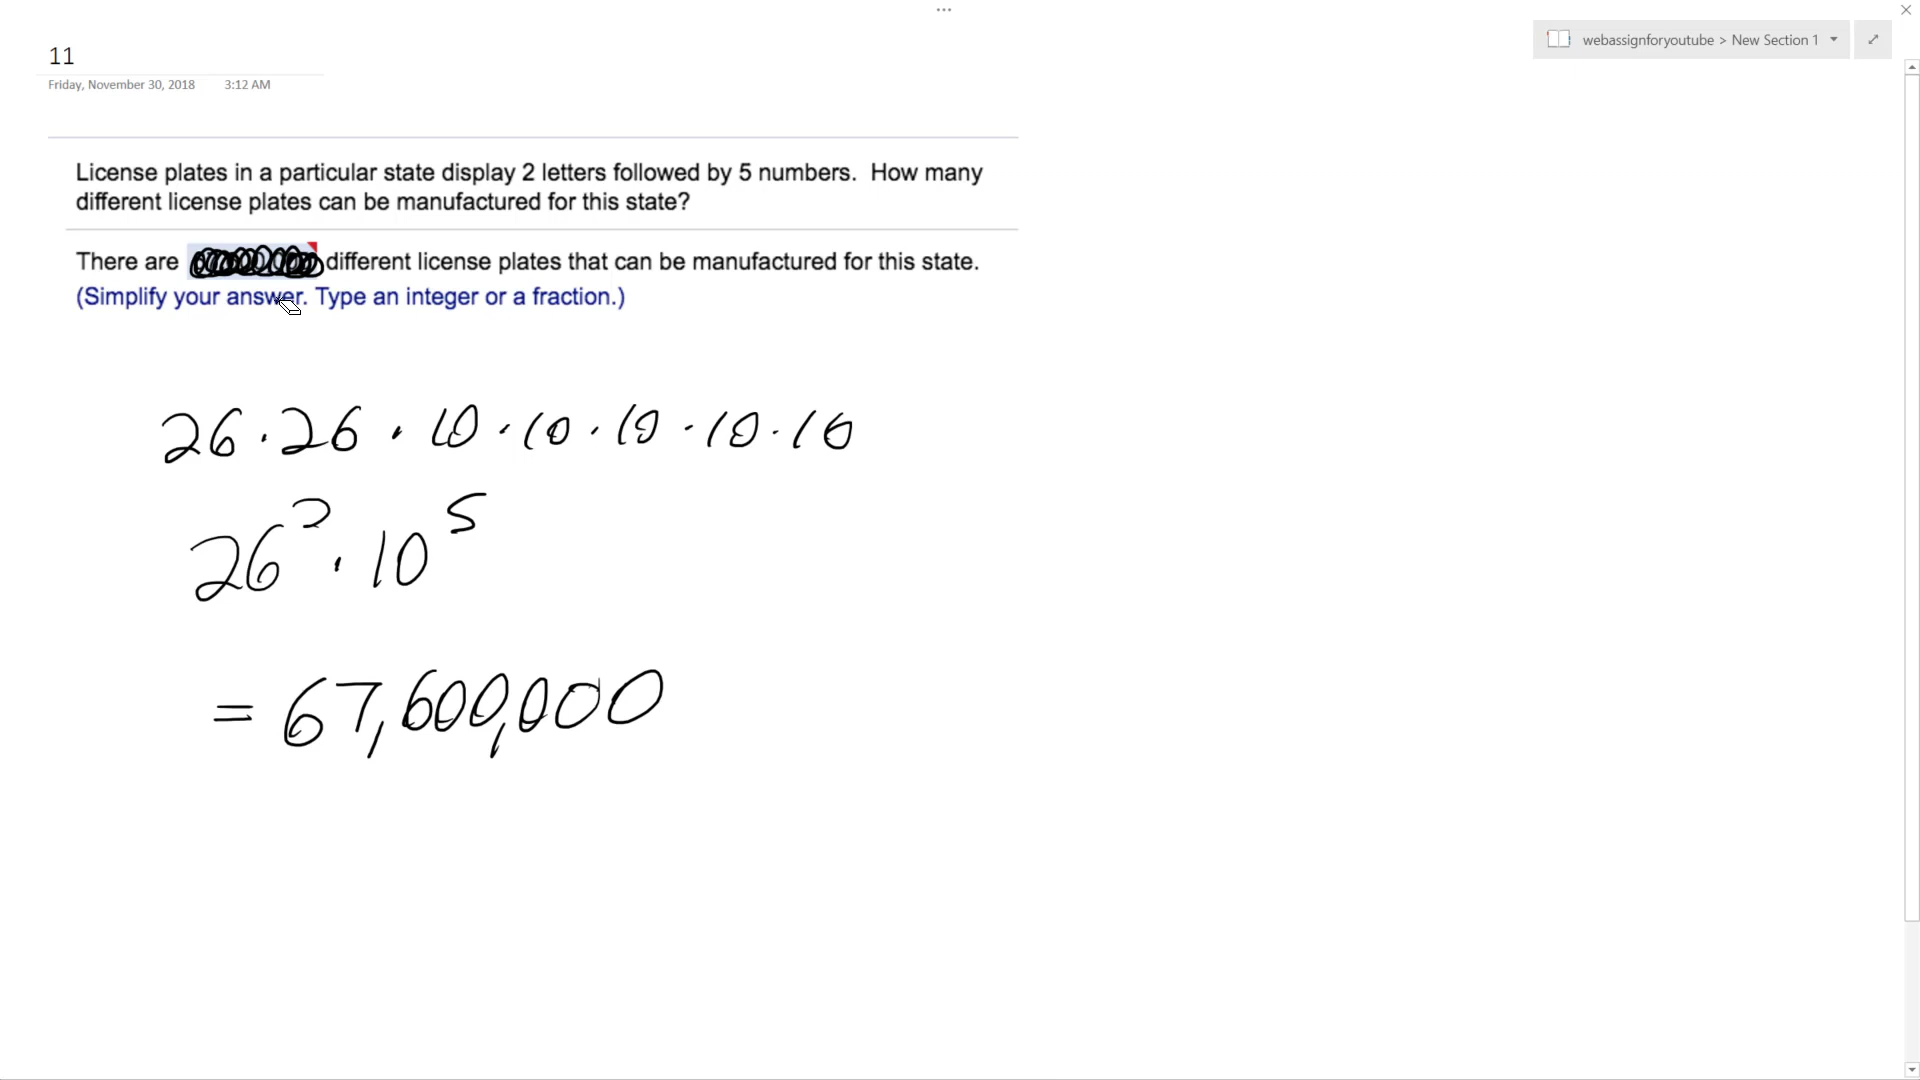 ...
11
webassignforyoutube > New Section 1
Friday, November 30, 2018 3:12 AM
License plates in a particular state display 2 letters followed by 5 numbers. How many
different license plates can be manufactured for this state?
There are different license plates that can be manufactured for this state.
(Simplify your answer. Type an integer or a fraction.)
26 · 26 · 10 · 10 · 10 · 10 · 10
26² · 10⁵
= 67,600,000